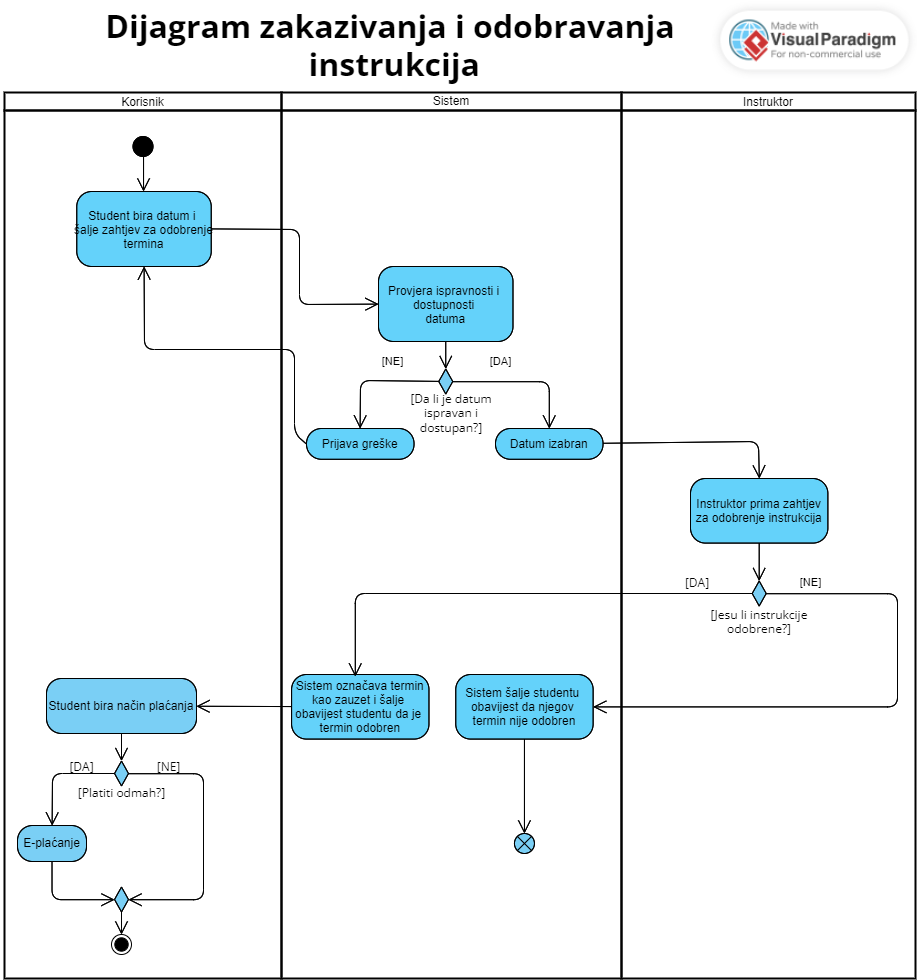 Dijagram zakazivanja i odobravanja
instrukcija
Made with
Visual Paradigm
For non-commercial use
Korisnik
Sistem
Instruktor
Student bira datum i
šalje zahtjev za odobrenje
termina
Provjera ispravnosti i
dostupnosti
datuma
[NE]
[DA]
[Da li je datum
ispravan i
dostupan?]
Prijava greške
Datum izabran
Instruktor prima zahtjev
za odobrenje instrukcija
[DA]
[NE]
[Jesu li instrukcije
odobrene?]
Sistem označava termin
kao zauzet i šalje
obavijest studentu da je
termin odobren
Sistem šalje studentu
obavijest da njegov
termin nije odobren
Student bira način plaćanja
[DA]
[NE]
[Platiti odmah?]
E-plaćanje